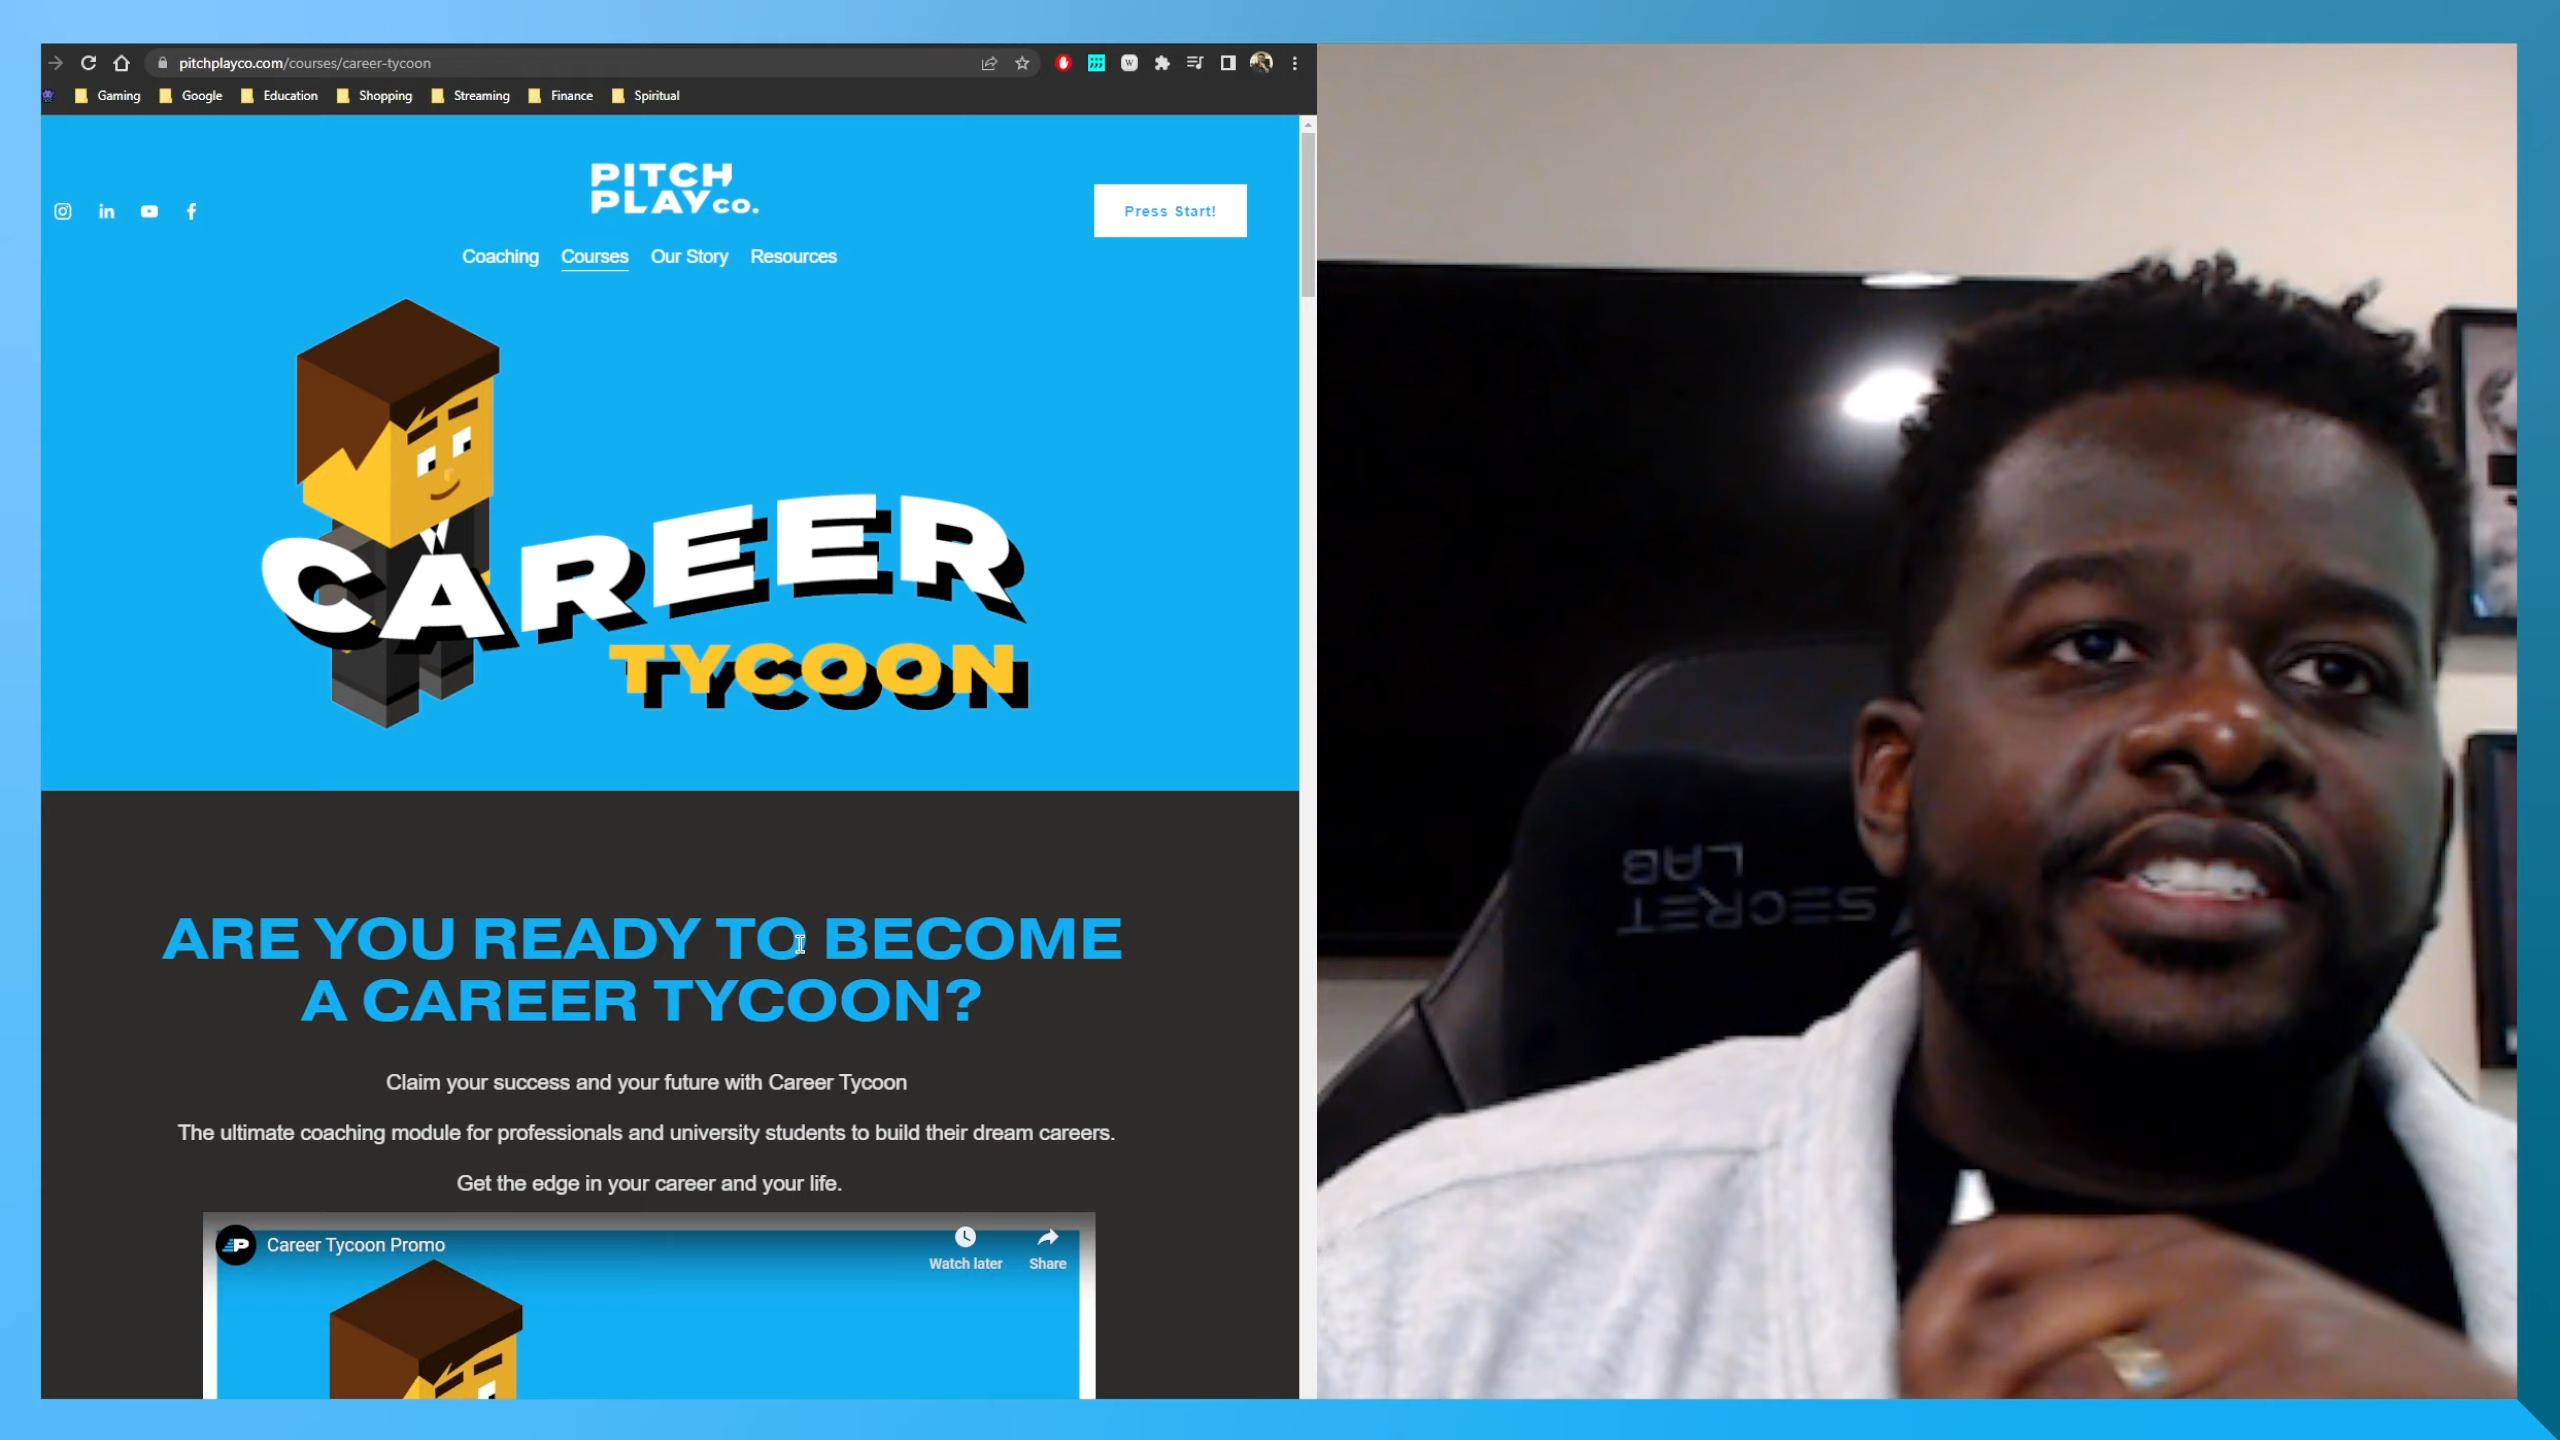 pitchplayco.com/courses/career-tycoon
Gaming Google Education Shopping Streaming Finance Spiritual
PITCH
PLAY CO.
Press Start!
Coaching Courses Our Story Resources
CAREER
TYCOON
ARE YOU READY TO BECOME
A CAREER TYCOON?
Claim your success and your future with Career Tycoon
The ultimate coaching module for professionals and university students to build their dream careers.
Get the edge in your career and your life.
Career Tycoon Promo
Watch later Share
SECRET
LAB